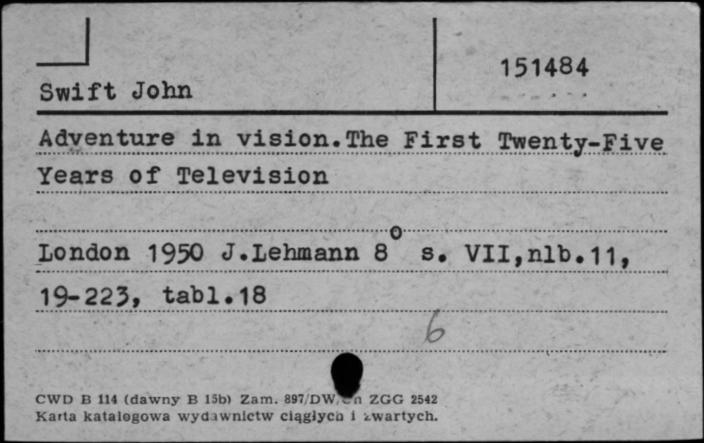 151484
Swift John
Adventure in vision.The First Twenty-Five
Years of Television
London 1950 J.Lehmann 8° s. VII,nlb.11,
19-223, tabl.18
6
CWD B 114 (dawny B 15b) Zam. 897/DW ZGG 2542
Karta katalogowa wydawnictw ciągłych i zwartych.